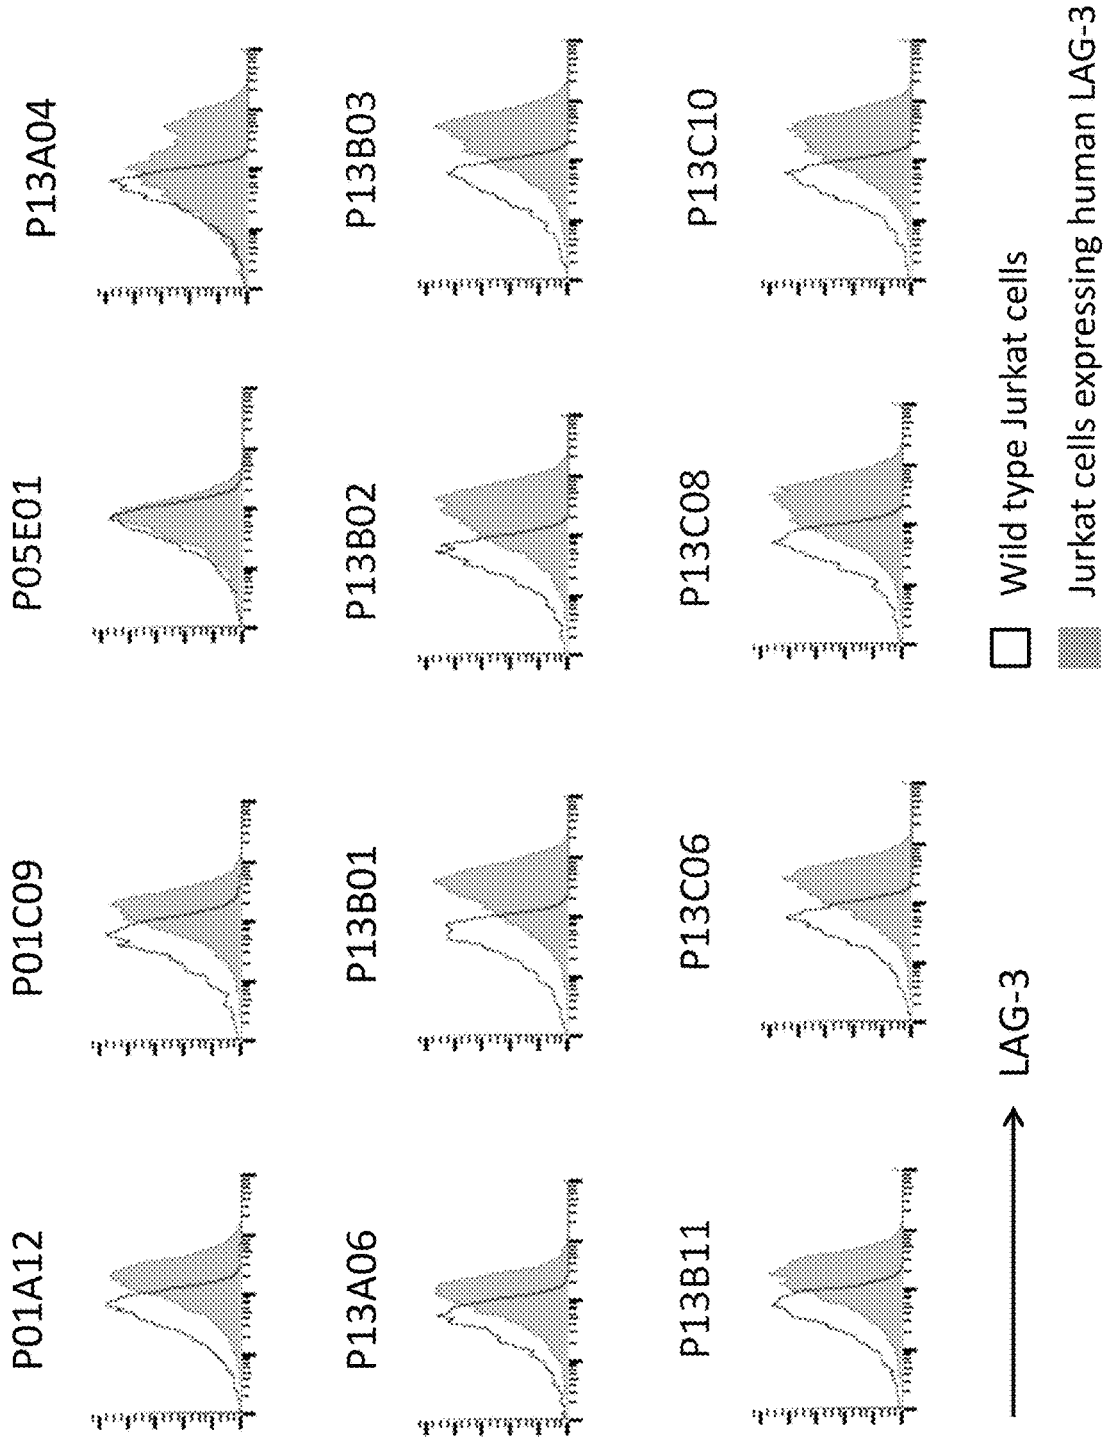 P01A12
P01C09
P05E01
P13A04
P13A06
P13B01
P13B02
P13B03
P13B11
P13C06
P13C08
P13C10
LAG-3
Wild type Jurkat cells
Jurkat cells expressing human LAG-3